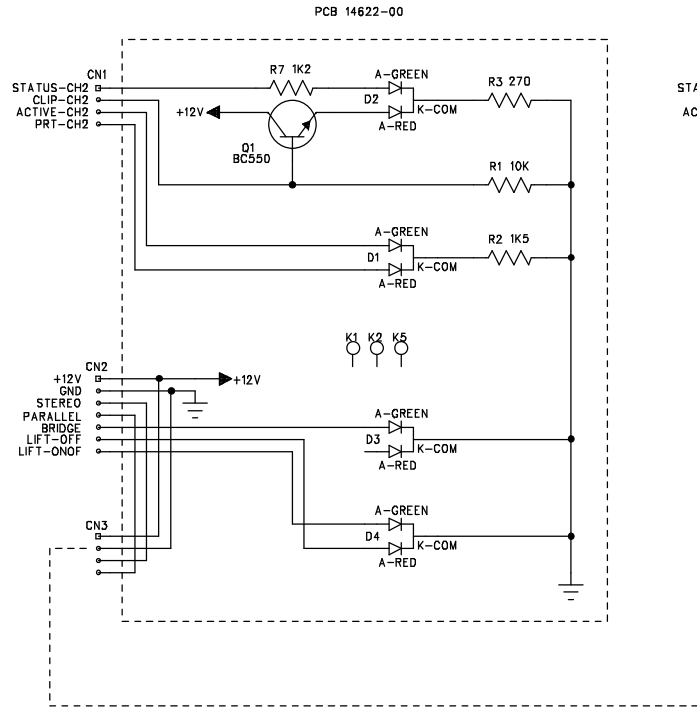 PCB 14622-00
CN1
STATUS-CH2
CLIP-CH2
ACTIVE-CH2
PRT-CH2
R7 1K2
A-GREEN
D2
K-COM
A-RED
R3 270
+12V
Q1
BC550
R1 10K
A-GREEN
D1
K-COM
A-RED
R2 1K5
K1 K2 K5
CN2
+12V
GND
STEREO
PARALLEL
BRIDGE
LIFT-OFF
LIFT-ONOF
+12V
A-GREEN
D3
K-COM
A-RED
A-GREEN
D4
K-COM
A-RED
CN3
STA
AC